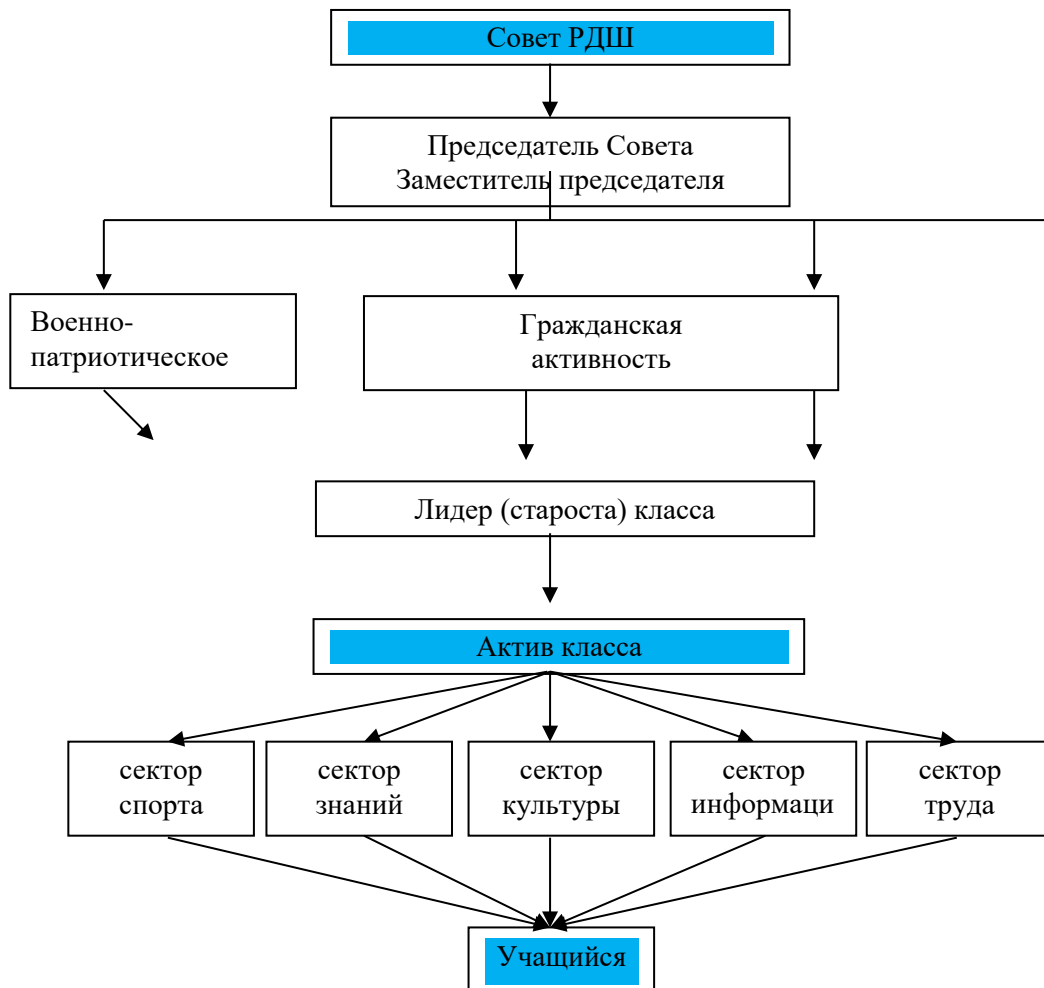 Совет РДШ
Председатель Совета
Заместитель председателя
Военно-
патриотическое
Гражданская
активность
Лидер (староста) класса
Актив класса
сектор
спорта
сектор
знаний
сектор
культуры
сектор
информаци
сектор
труда
Учащийся